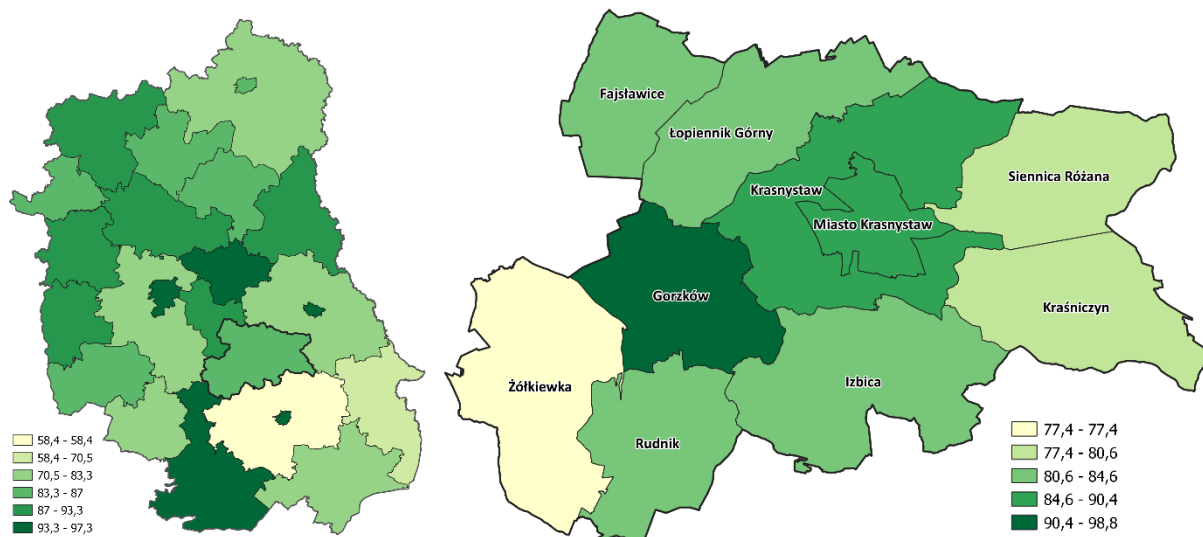 58,4 - 58,4
58,4 - 70,5
70,5 - 83,3
83,3 - 87
87 - 93,3
93,3 - 97,3
Fajsławice
Łopiennik Górny
Siennica Różana
Krasnystaw
Miasto Krasnystaw
Gorzków
Kraśniczyn
Żółkiewka
Izbica
Rudnik
77,4 - 77,4
77,4 - 80,6
80,6 - 84,6
84,6 - 90,4
90,4 - 98,8